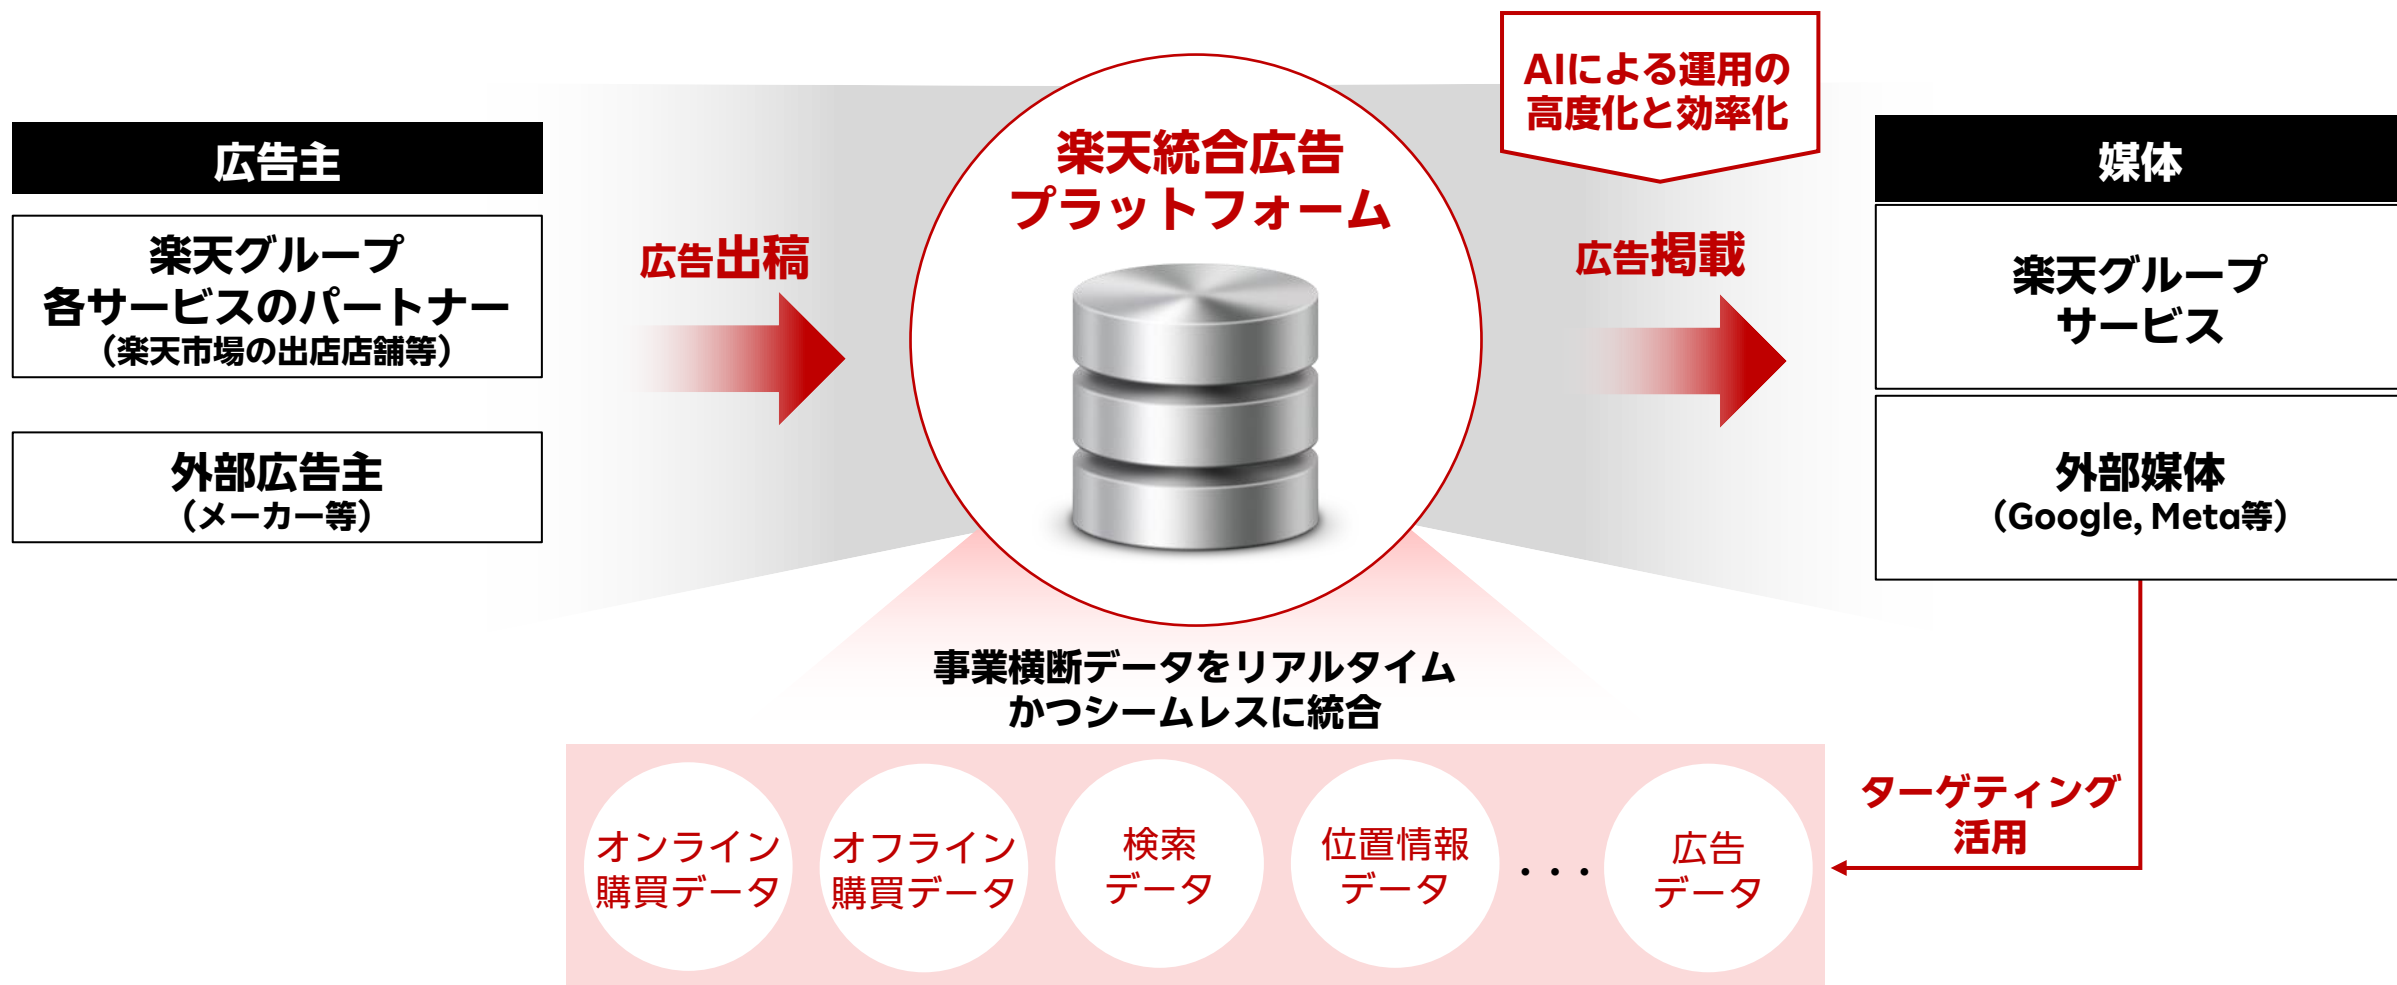 広告主
楽天グループ
各サービスのパートナー
（楽天市場の出店店舗等）
外部広告主
（メーカー等）
広告出稿
楽天統合広告
プラットフォーム
AIによる運用の
高度化と効率化
広告掲載
媒体
楽天グループ
サービス
外部媒体
（Google, Meta等）
事業横断データをリアルタイム
かつシームレスに統合
オンライン
購買データ
オフライン
購買データ
検索
データ
位置情報
データ
・・・
広告
データ
ターゲティング
活用